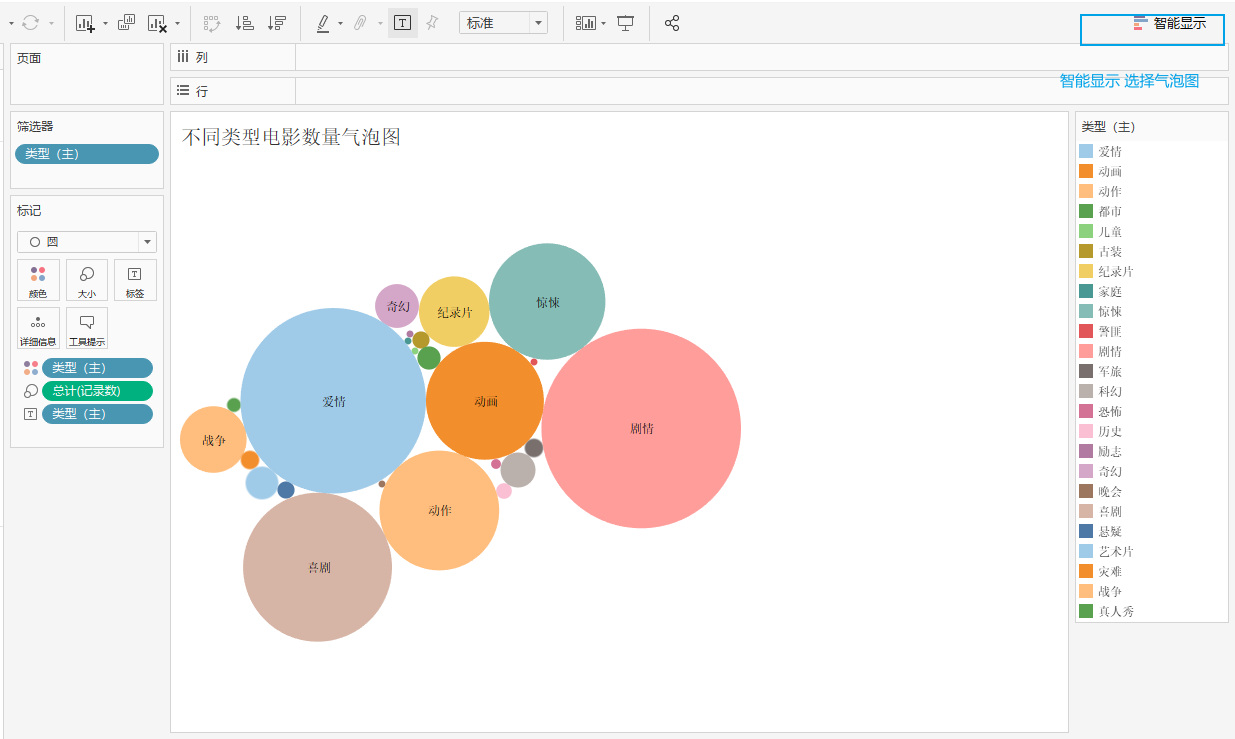 标准
智能显示
智能显示 选择气泡图
页面
列
行
筛选器
类型（主）
标记
圆
颜色
大小
标签
详细信息
工具提示
类型（主）
总计(记录数)
类型（主）
不同类型电影数量气泡图
惊悚
奇幻
纪录片
爱情
动画
剧情
战争
动作
喜剧
类型（主）
爱情
动画
动作
都市
儿童
古装
纪录片
家庭
惊悚
警匪
剧情
军旅
科幻
恐怖
历史
励志
奇幻
晚会
喜剧
悬疑
艺术片
灾难
战争
真人秀